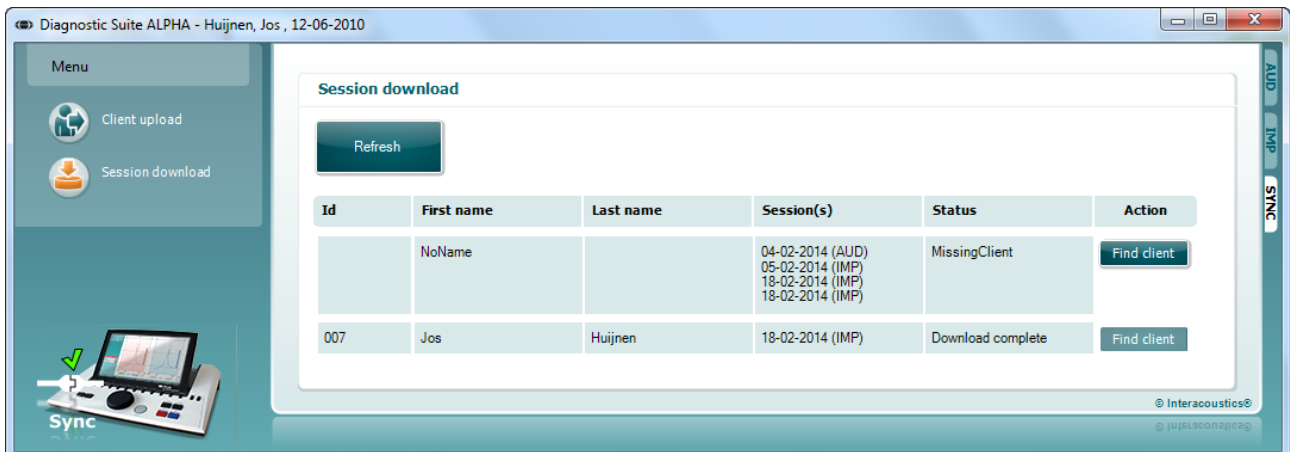 Diagnostic Suite ALPHA - Huijnen, Jos , 12-06-2010
Menu
Client upload
Session download
Sync
Session download
Refresh
Id First name Last name Session(s) Status Action
NoName 04-02-2014 (AUD) MissingClient Find client
05-02-2014 (IMP)
18-02-2014 (IMP)
18-02-2014 (IMP)
007 Jos Huijnen 18-02-2014 (IMP) Download complete Find client
© Interacoustics®
AUD
IMP
SYNC